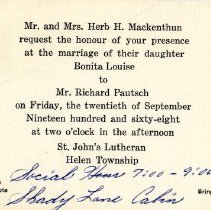 Mr. and Mrs. Herb H. Mackenthun
request the honour of your presence
at the marriage of their daughter
Bonita Louise
to
Mr. Richard Pautsch
on Friday, the twentieth of September
Nineteen hundred and sixty-eight
at two o'clock in the afternoon
St. John's Lutheran
Helen Township
Social Hour 7:00 - 9:00
Shady Lane Cabin